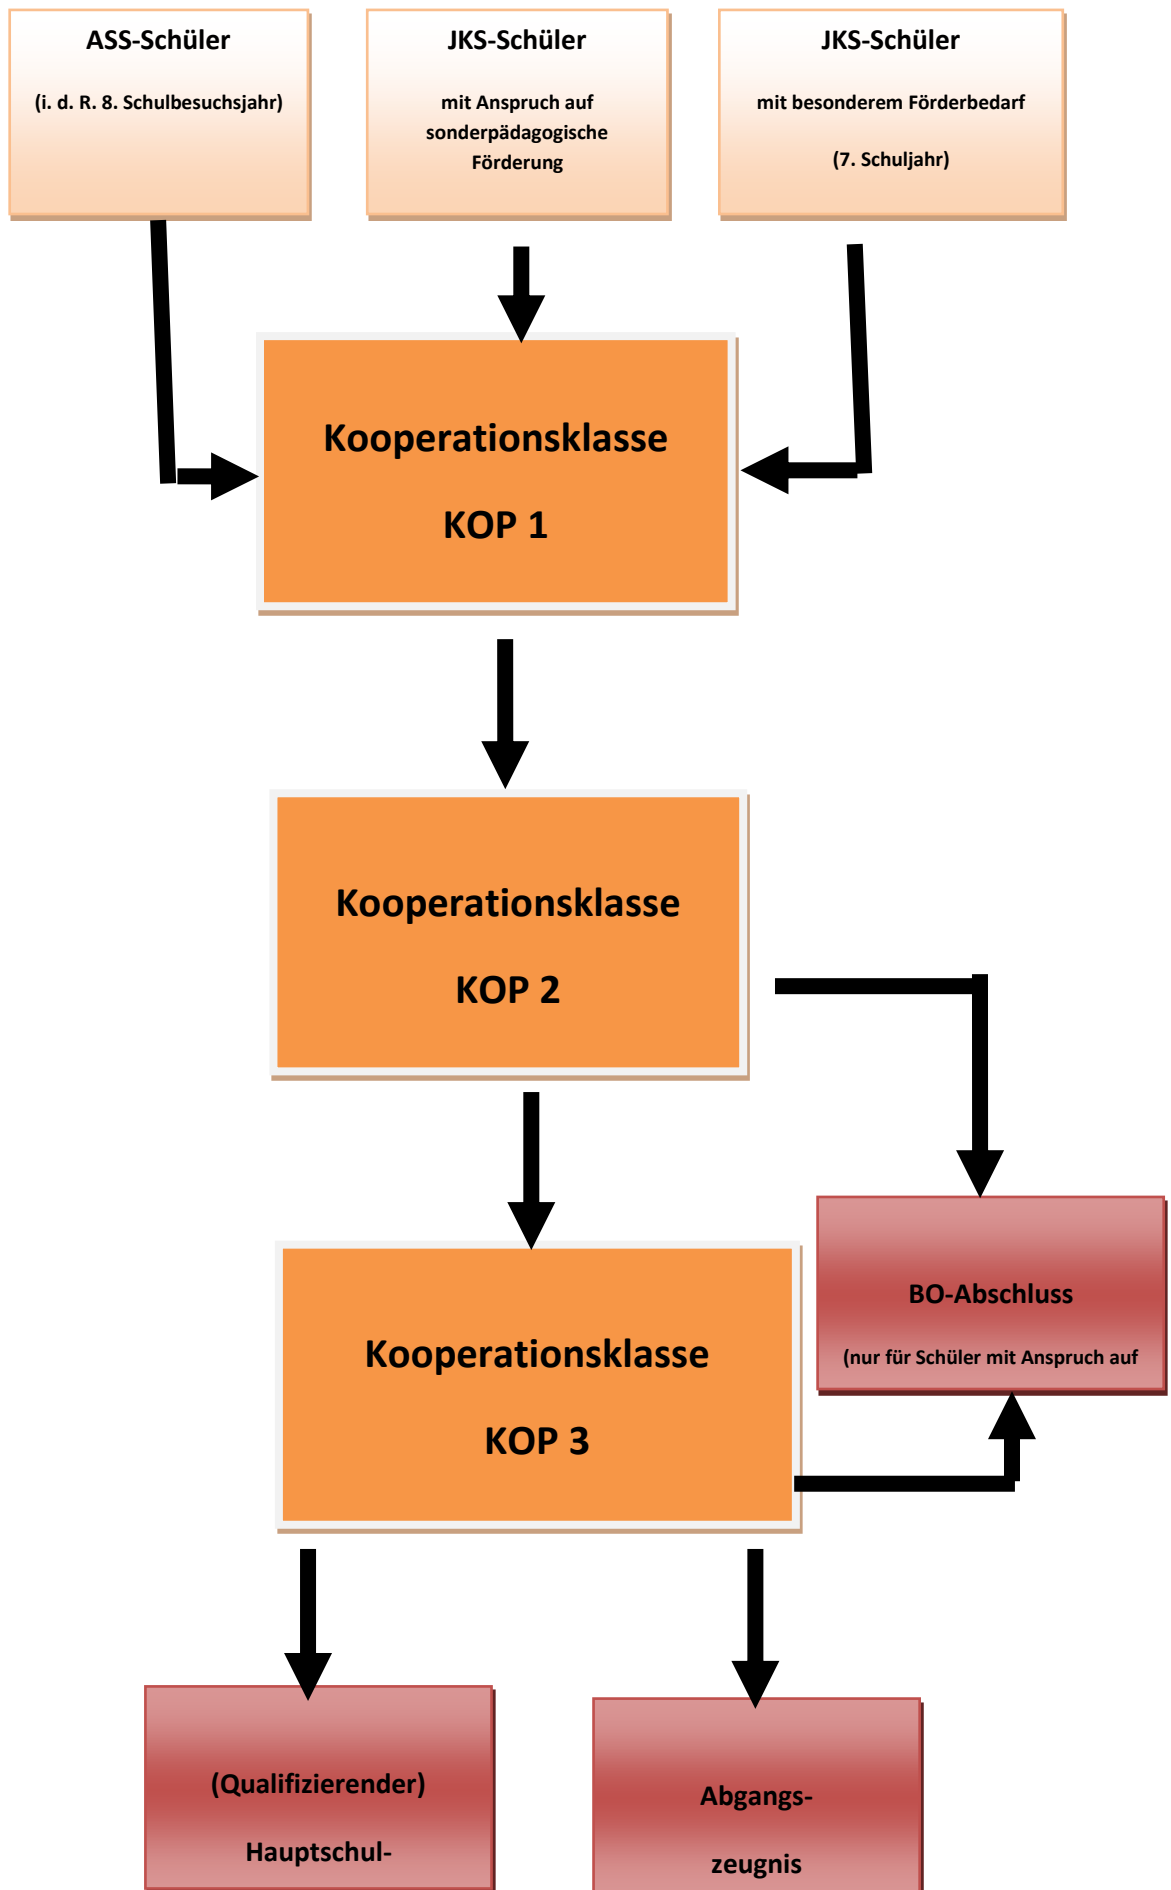 ASS-Schüler
(i. d. R. 8. Schulbesuchsjahr)
JKS-Schüler
mit Anspruch auf
sonderpädagogische
Förderung
JKS-Schüler
mit besonderem Förderbedarf
(7. Schuljahr)
Kooperationsklasse
KOP 1
Kooperationsklasse
KOP 2
BO-Abschluss
(nur für Schüler mit Anspruch auf
Kooperationsklasse
KOP 3
(Qualifizierender)
Hauptschul-
Abgangs-
zeugnis